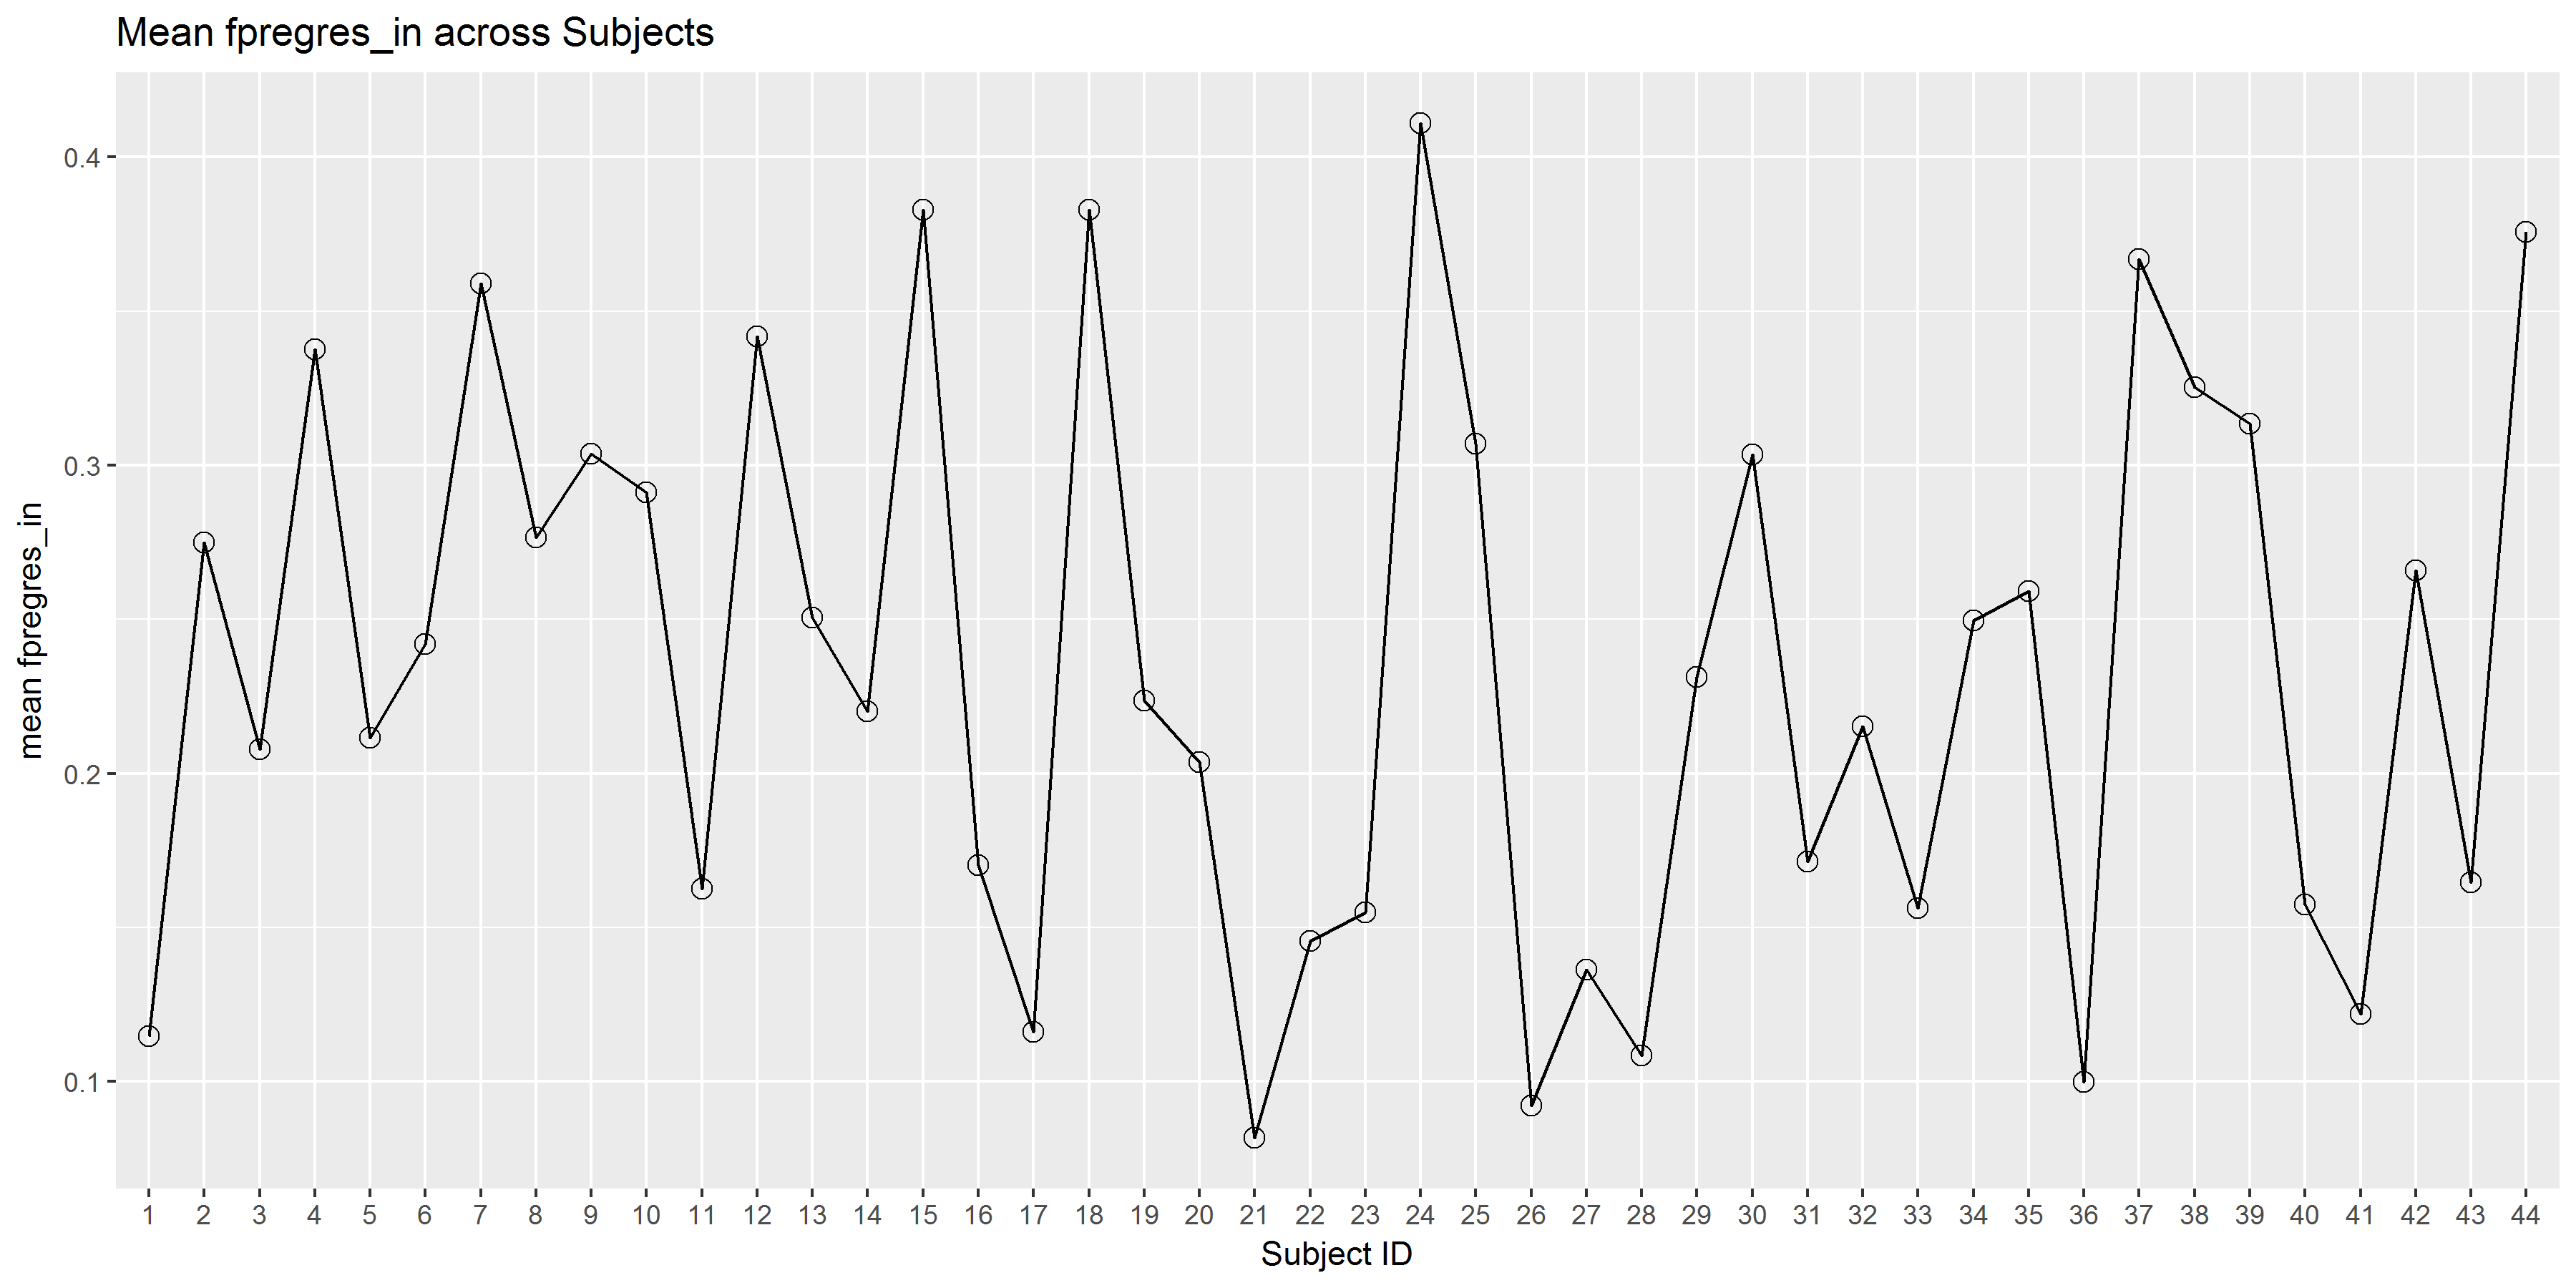 Mean fpregres_in across Subjects
0.4
0.3
0.2
0.1
mean fpregres_in
1 2 3 4 5 6 7 8 9 10 11 12 13 14 15 16 17 18 19 20 21 22 23 24 25 26 27 28 29 30 31 32 33 34 35 36 37 38 39 40 41 42 43 44
Subject ID